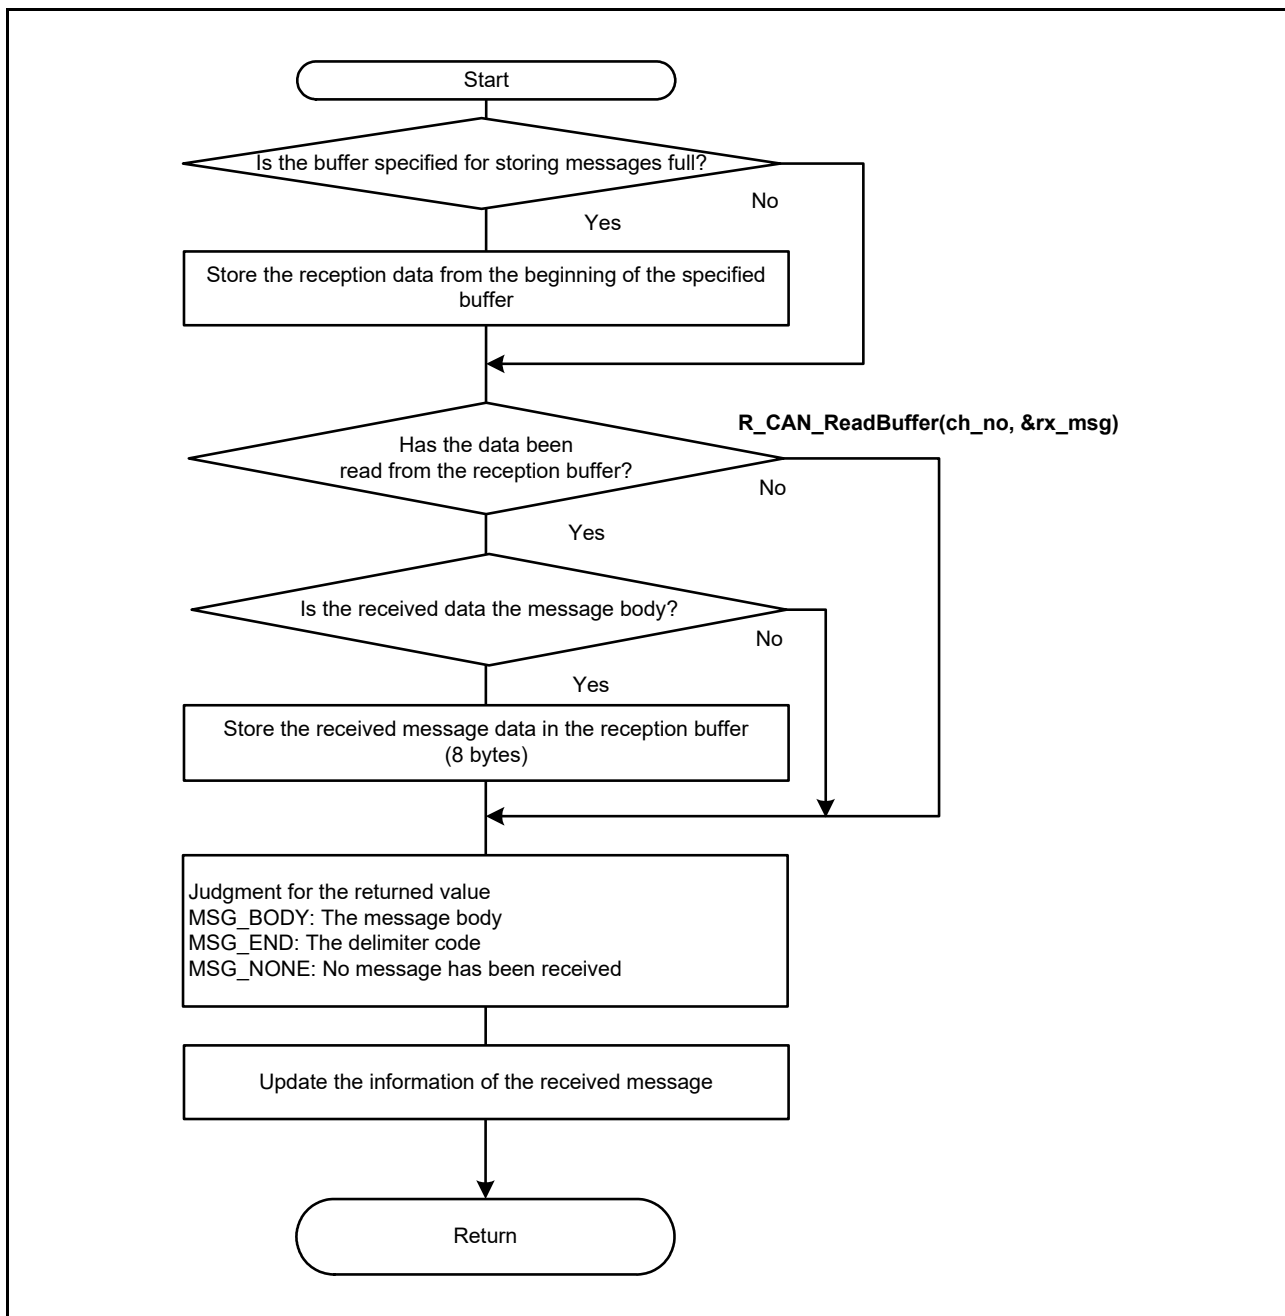 Start
Is the buffer specified for storing messages full?
No
Yes
Store the reception data from the beginning of the specified
buffer
R_CAN_ReadBuffer(ch_no, &rx_msg)
Has the data been
read from the reception buffer?
No
Yes
Is the received data the message body?
No
Yes
Store the received message data in the reception buffer
(8 bytes)
Judgment for the returned value
MSG_BODY: The message body
MSG_END: The delimiter code
MSG_NONE: No message has been received
Update the information of the received message
Return